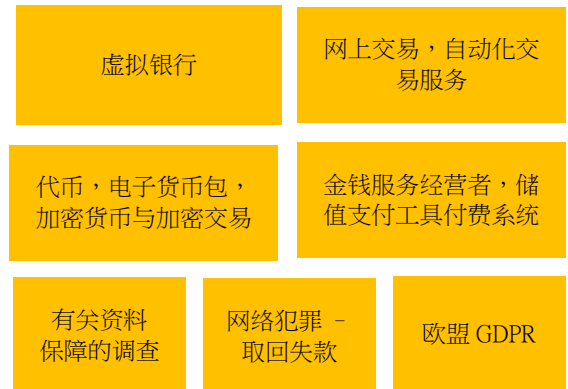 虚拟银行
网上交易，自动化交
易服务
代币，电子货币包，
加密货币与加密交易
金钱服务经营者，储
值支付工具付费系统
有关资料
保障的调查
网络犯罪 –
取回失款
欧盟 GDPR